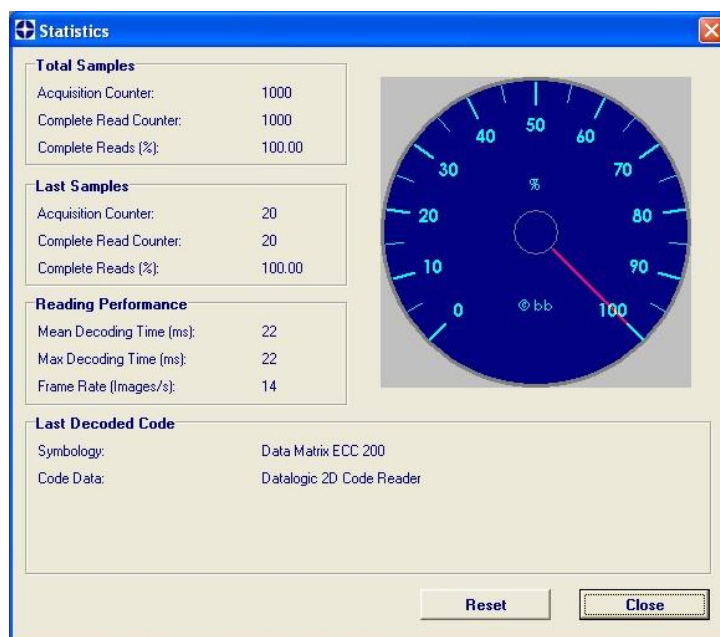 Statistics
Total Samples
Acquisition Counter: 1000
Complete Read Counter: 1000
Complete Reads (%): 100.00
Last Samples
Acquisition Counter: 20
Complete Read Counter: 20
Complete Reads (%): 100.00
Reading Performance
Mean Decoding Time (ms): 22
Max Decoding Time (ms): 22
Frame Rate (Images/s): 14
0
10
20
30
40
50
60
70
80
90
100
%
© bb
Last Decoded Code
Symbology: Data Matrix ECC 200
Code Data: Datalogic 2D Code Reader
Reset
Close